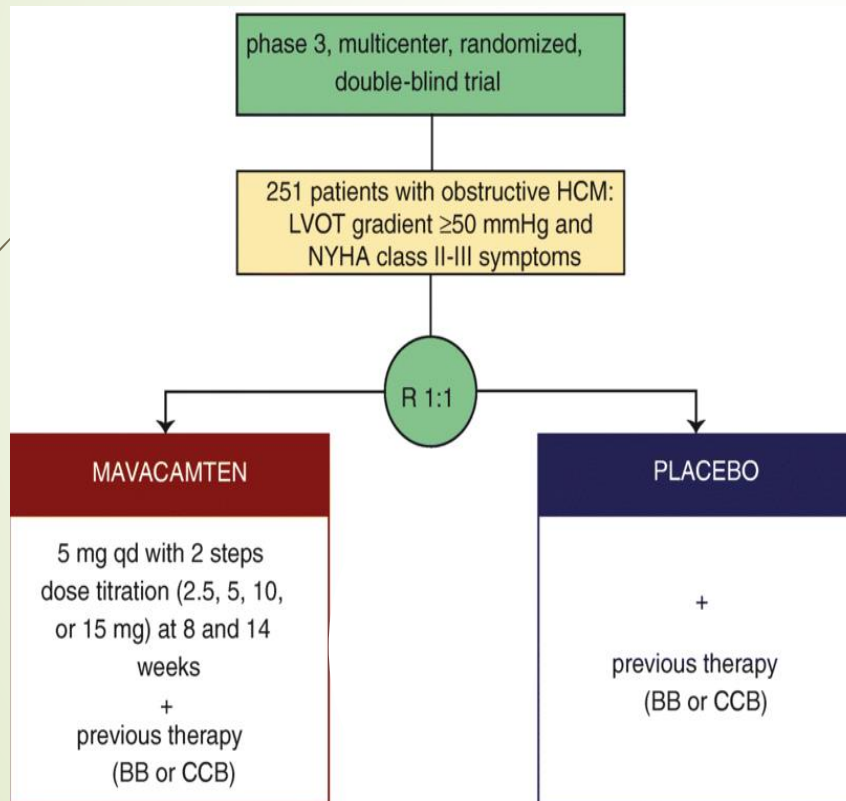 phase 3, multicenter, randomized,
double-blind trial
251 patients with obstructive HCM:
LVOT gradient ≥50 mmHg and
NYHA class II-III symptoms
R 1:1
MAVACAMTEN
5 mg qd with 2 steps
dose titration (2.5, 5, 10,
or 15 mg) at 8 and 14
weeks
+
previous therapy
(BB or CCB)
PLACEBO
+
previous therapy
(BB or CCB)